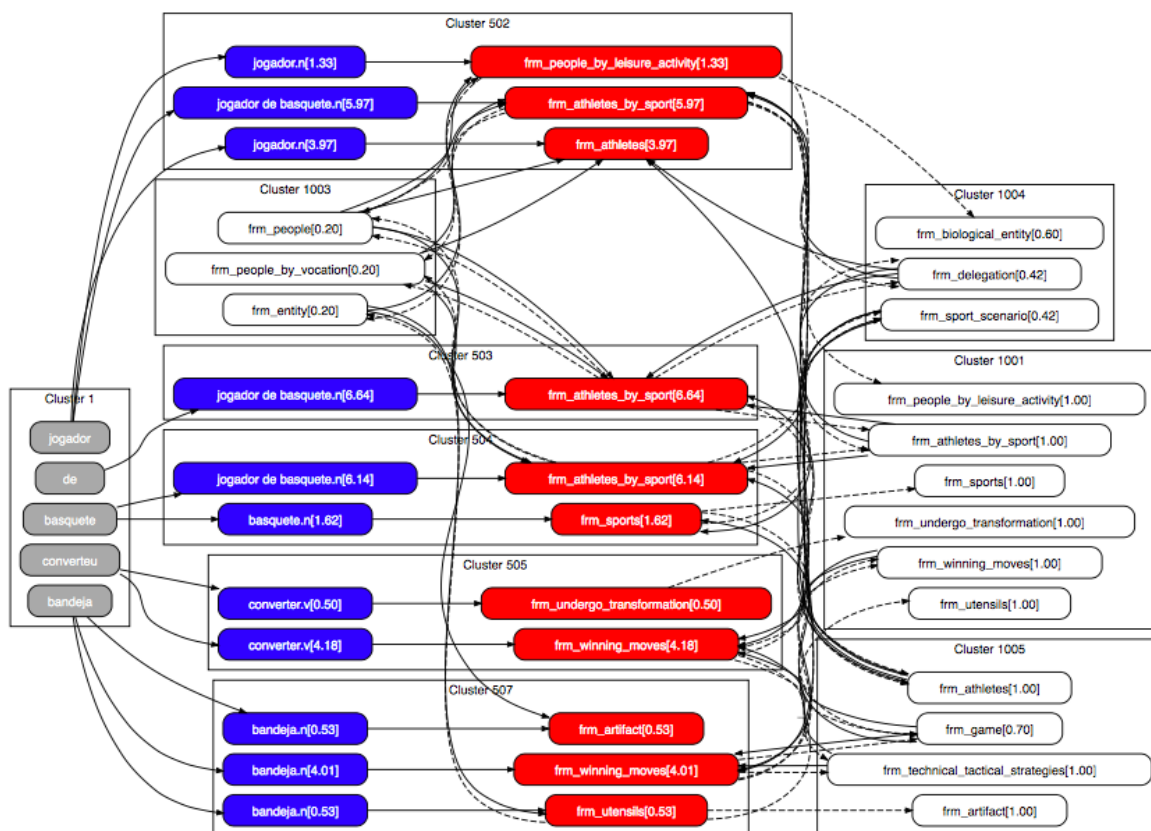 Cluster 502
jogador.n[1.33]
frm_people_by_leisure_activity[1.33]
jogador de basquete.n[5.97]
frm_athletes_by_sport[5.97]
jogador.n[3.97]
frm_athletes[3.97]
Cluster 1003
frm_people[0.20]
frm_people_by_vocation[0.20]
frm_entity[0.20]
Cluster 1004
frm_biological_entity[0.60]
frm_delegation[0.42]
frm_sport_scenario[0.42]
Cluster 503
jogador de basquete.n[6.64]
frm_athletes_by_sport[6.64]
Cluster 1
jogador
de
basquete
converteu
bandeja
Cluster 504
jogador de basquete.n[6.14]
frm_athletes_by_sport[6.14]
basquete.n[1.62]
frm_sports[1.62]
Cluster 1001
frm_people_by_leisure_activity[1.00]
frm_athletes_by_sport[1.00]
frm_sports[1.00]
frm_undergo_transformation[1.00]
frm_winning_moves[1.00]
frm_utensils[1.00]
Cluster 505
converter.v[0.50]
frm_undergo_transformation[0.50]
converter.v[4.18]
frm_winning_moves[4.18]
Cluster 1005
frm_athletes[1.00]
frm_game[0.70]
frm_technical_tactical_strategies[1.00]
frm_artifact[1.00]
Cluster 507
bandeja.n[0.53]
frm_artifact[0.53]
bandeja.n[4.01]
frm_winning_moves[4.01]
bandeja.n[0.53]
frm_utensils[0.53]